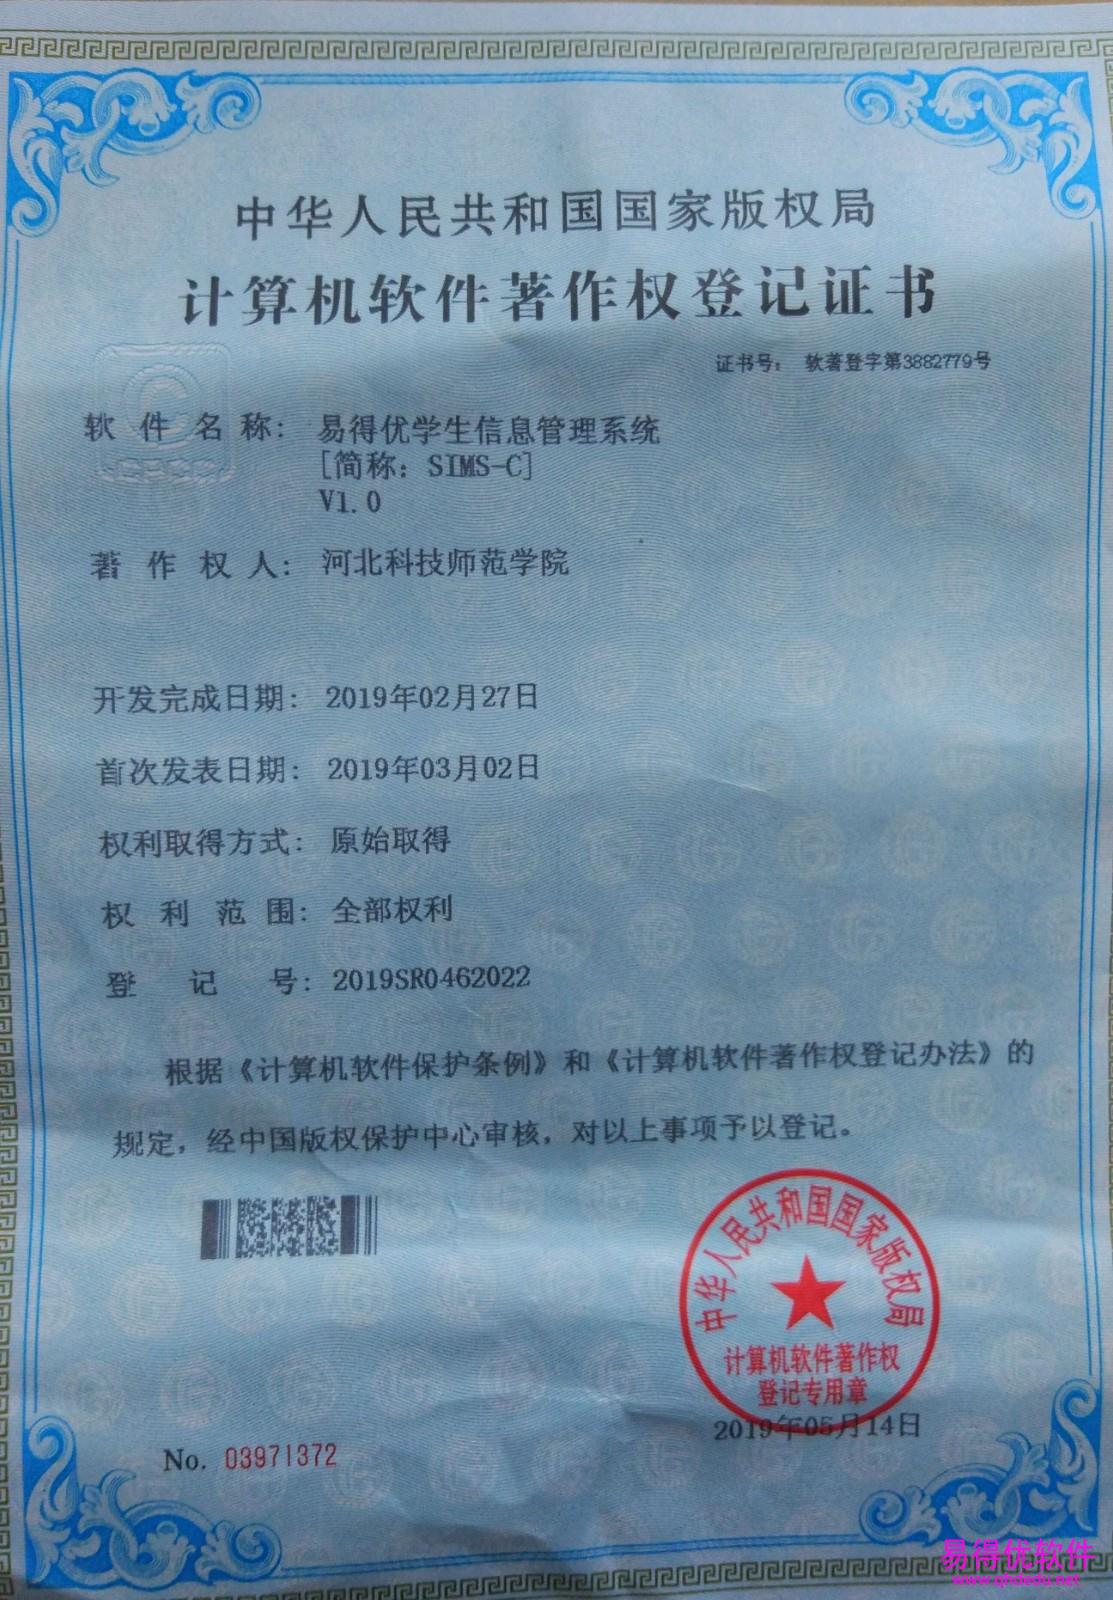 中华人民共和国国家版权局
计算机软件著作权登记证书
证书号： 软著登字第3882779号
软件名称： 易得优学生信息管理系统
[简称：SIMS-C]
V1.0
著作权人： 河北科技师范学院
开发完成日期： 2019年02月27日
首次发表日期： 2019年03月02日
权利取得方式： 原始取得
权利范围： 全部权利
登记号： 2019SR0462022
根据《计算机软件保护条例》和《计算机软件著作权登记办法》的
规定，经中国版权保护中心审核，对以上事项予以登记。
中华人民共和国国家版权局
计算机软件著作权
登记专用章
2019年05月14日
No. 03971372
易得优软件
www.qhdedu.net